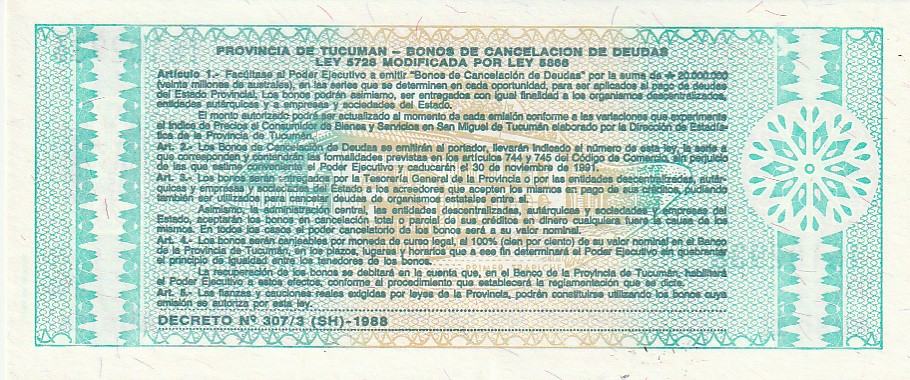 PROVINCIA DE TUCUMAN – BONOS DE CANCELACION DE DEUDAS
LEY 5728 MODIFICADA POR LEY 5866
Artículo 1.- Facúltase al Poder Ejecutivo a emitir "Bonos de Cancelación de Deudas" por la suma de ₳ 20.000.000
(veinte millones de australes), en las series que se determinen en cada oportunidad, para ser aplicados al pago de deudas
del Estado Provincial. Los bonos podrán asimismo, ser entregados con igual finalidad a los organismos descentralizados,
entidades autárquicas y a empresas y sociedades del Estado.
El monto autorizado podrá ser actualizado al momento de cada emisión conforme a las variaciones que experimente
el Indice de Precios al Consumidor de Bienes y Servicios en San Miguel de Tucumán elaborado por la Dirección de Estadís-
tica de la Provincia de Tucumán.
Art. 2.- Los Bonos de Cancelación de Deudas se emitirán al portador, llevarán indicado el número de esta ley, la serie a
que corresponden y contendrán las formalidades previstas en los artículos 744 y 745 del Código de Comercio, sin perjuicio
de las que estime conveniente el Poder Ejecutivo y caducarán el 30 de noviembre de 1991.
Art. 3.- Los bonos serán entregados por la Tesorería General de la Provincia o por las entidades descentralizadas, autár-
quicas y empresas y sociedades del Estado a los acreedores que acepten los mismos en pago de sus créditos, pudiendo
también ser utilizados para cancelar deudas de organismos estatales entre sí.
Asimismo, la administración central, las entidades descentralizadas, autárquicas y sociedades y empresas del
Estado, aceptarán los bonos en cancelación total o parcial de sus créditos en dinero cualquiera fuere la causa de los
mismos. En todos los casos el poder cancelatorio del bono será a su valor nominal.
Art. 4.- Los bonos serán canjeables por moneda de curso legal, al 100% (cien por ciento) de su valor nominal en el Banco
de la Provincia de Tucumán, en los plazos, lugares y horarios que a ese fin determinará el Poder Ejecutivo sin quebrantar
el principio de igualdad entre los tenedores de los bonos.
La recuperación de los bonos se debitará en la cuenta que, en el Banco de la Provincia de Tucumán, habilitará
el Poder Ejecutivo a estos efectos, conforme al procedimiento que establecerá la reglamentación que se dicte.
Art. 5.- Las fianzas y cauciones reales exigidas por leyes de la Provincia, podrán constituirse utilizando los bonos cuya
emisión se autoriza por esta ley.
DECRETO Nº 307/3 (SH)-1988